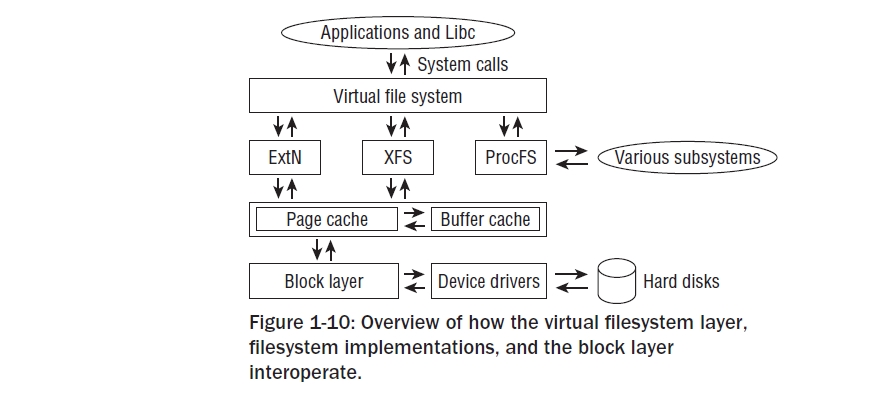 Applications and Libc
System calls
Virtual file system
ExtN
XFS
ProcFS
Various subsystems
Page cache
Buffer cache
Block layer
Device drivers
Hard disks
Figure 1-10: Overview of how the virtual filesystem layer,
filesystem implementations, and the block layer
interoperate.